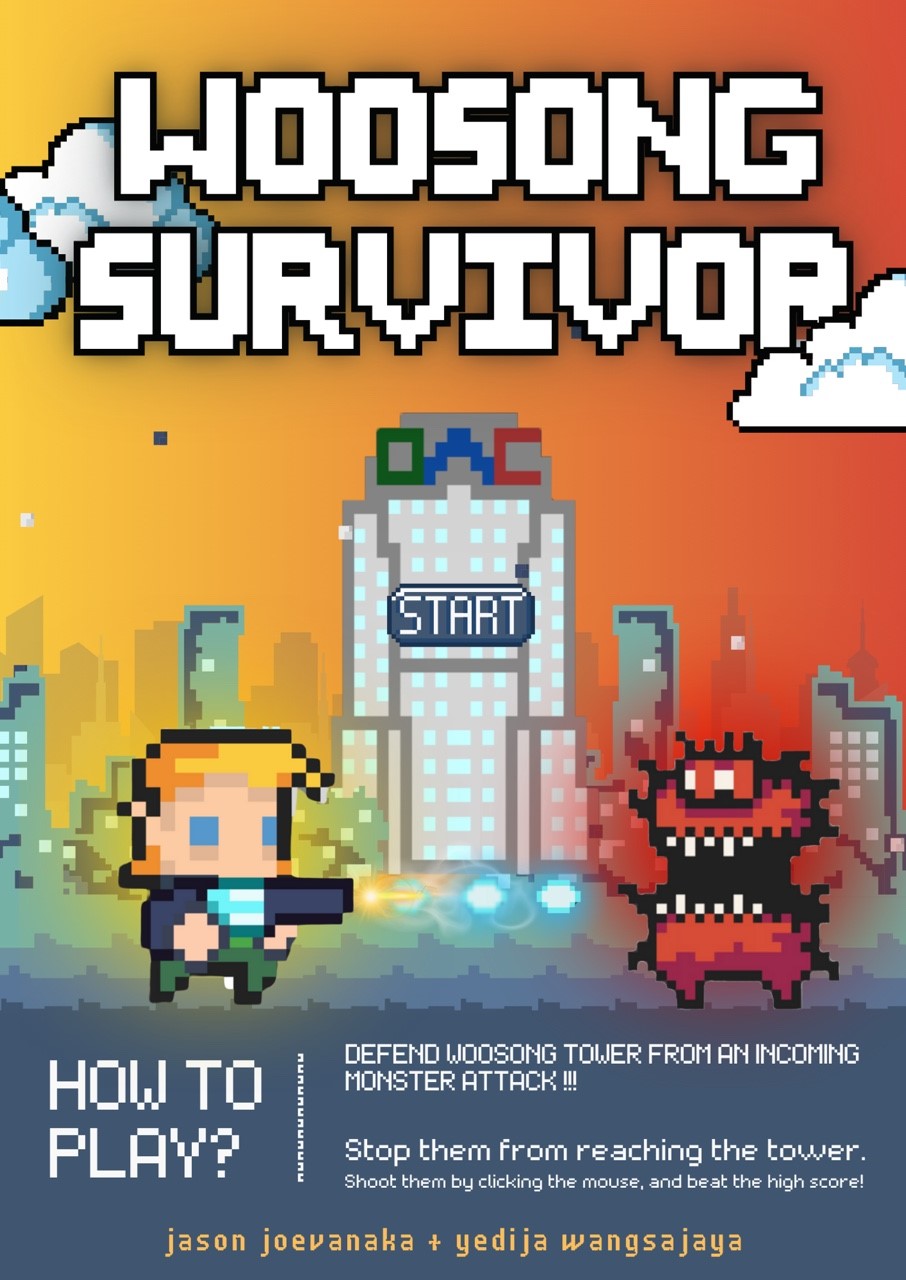 WOOSONG
SURVIVOR
OAC
START
HOW TO
PLAY?
DEFEND WOOSONG TOWER FROM AN INCOMING
MONSTER ATTACK !!!
Stop them from reaching the tower.
Shoot them by clicking the mouse, and beat the high score!
jason joevanaka + yedija wangsajaya